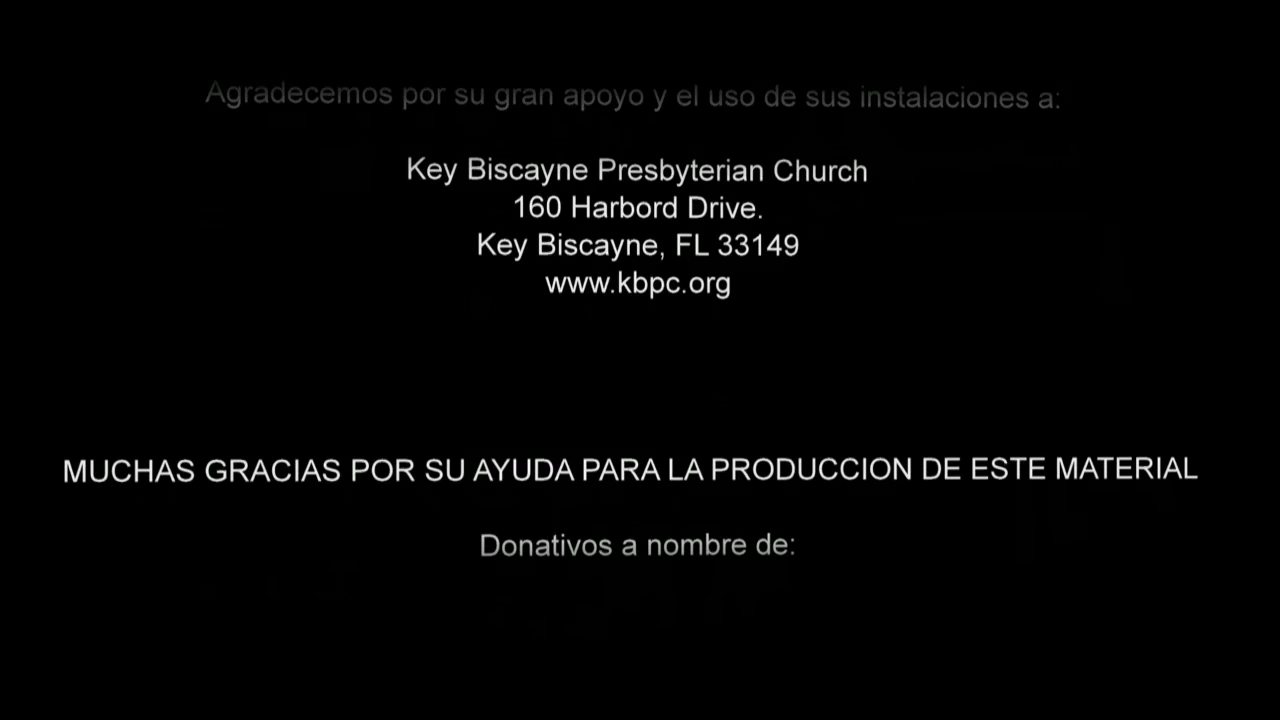 Agradecemos por su gran apoyo y el uso de sus instalaciones a:
Key Biscayne Presbyterian Church
160 Harbord Drive.
Key Biscayne, FL 33149
www.kbpc.org
MUCHAS GRACIAS POR SU AYUDA PARA LA PRODUCCION DE ESTE MATERIAL
Donativos a nombre de: